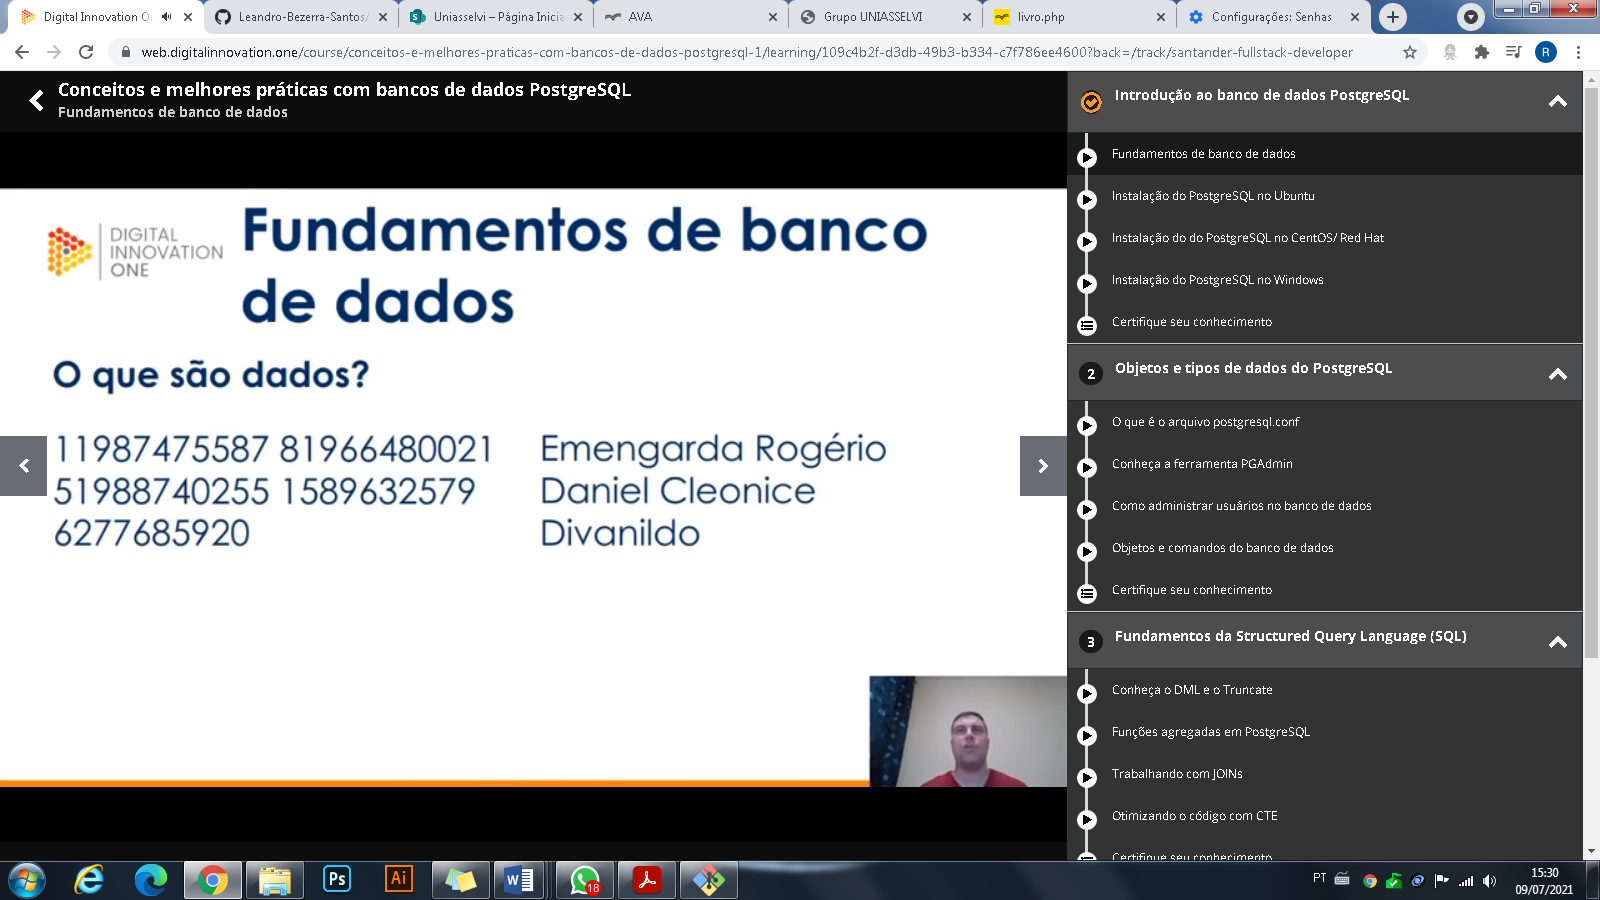 Digital Innovation O
Leandro-Bezerra-Santos/
Uniasselvi – Página Inicia
AVA
Grupo UNIASSELVI
livro.php
Configurações: Senhas
web.digitalinnovation.one/course/conceitos-e-melhores-praticas-com-bancos-de-dados-postgresql-1/learning/109c4b2f-d3db-49b3-b334-c7f786ee4600?back=/track/santander-fullstack-developer
R
Conceitos e melhores práticas com bancos de dados PostgreSQL
Fundamentos de banco de dados
DIGITAL
INNOVATION
ONE
Fundamentos de banco
de dados
O que são dados?
11987475587 81966480021
51988740255 1589632579
6277685920
Emengarda Rogério
Daniel Cleonice
Divanildo
Introdução ao banco de dados PostgreSQL
Fundamentos de banco de dados
Instalação do PostgreSQL no Ubuntu
Instalação do do PostgreSQL no CentOS/ Red Hat
Instalação do PostgreSQL no Windows
Certifique seu conhecimento
2 Objetos e tipos de dados do PostgreSQL
O que é o arquivo postgresql.conf
Conheça a ferramenta PGAdmin
Como administrar usuários no banco de dados
Objetos e comandos do banco de dados
Certifique seu conhecimento
3 Fundamentos da Structured Query Language (SQL)
Conheça o DML e o Truncate
Funções agregadas em PostgreSQL
Trabalhando com JOINs
Otimizando o código com CTE
Certifique seu conhecimento
Ps
Ai
W
18
PT
15:30
09/07/2021